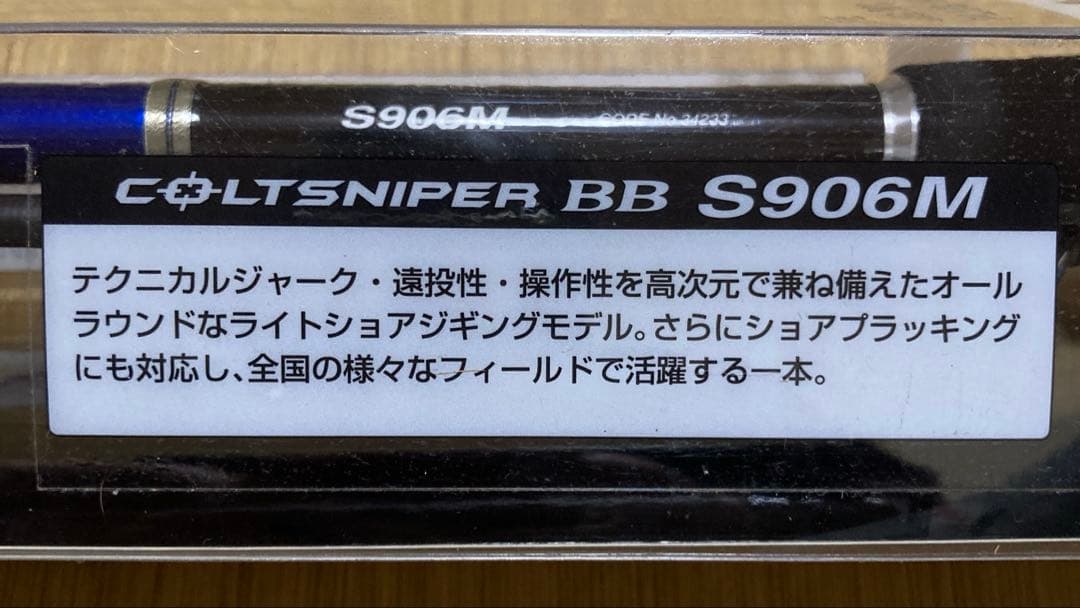 S906M CODE No.34233
COLTSNIPER BB S906M
テクニカルジャーク・遠投性・操作性を高次元で兼ね備えたオール
ラウンドなライトショアジギングモデル。さらにショアプラッキング
にも対応し、全国の様々なフィールドで活躍する一本。